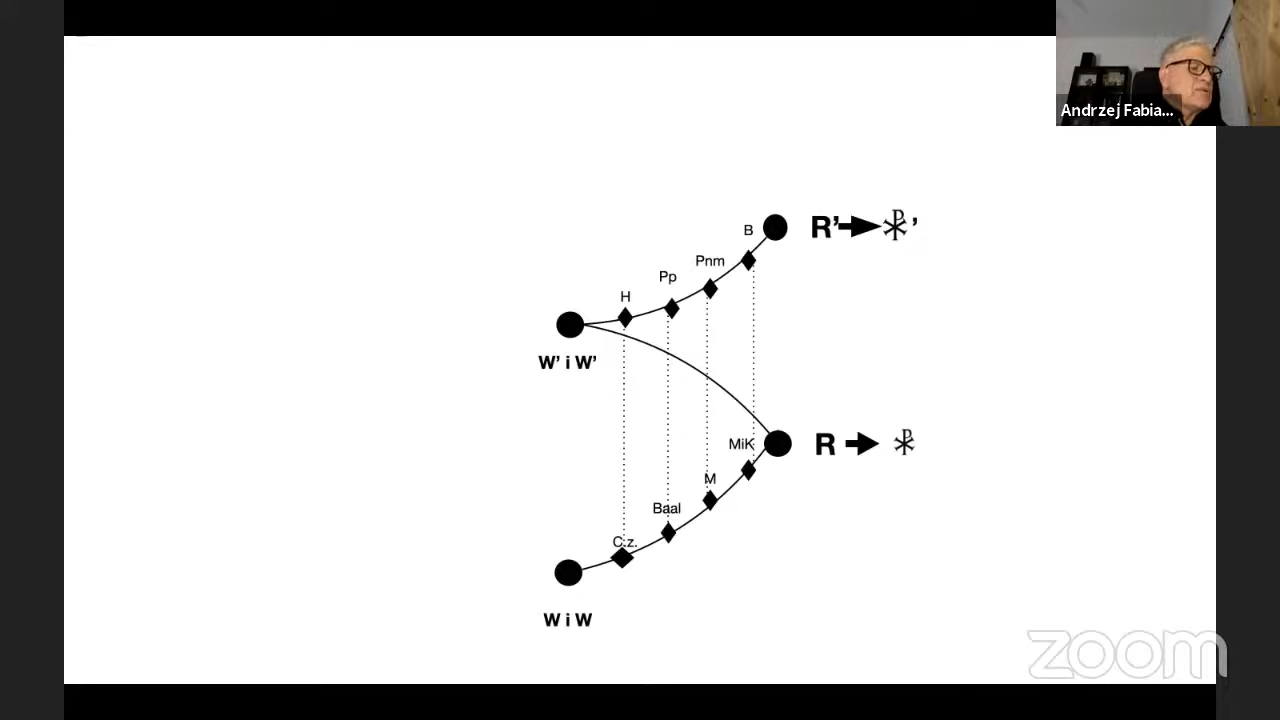 Andrzej Fabia...
B
R' ☧'
Pnm
Pp
H
W' i W'
MiK
R ☧
M
Baal
C.z.
W i W
zoom